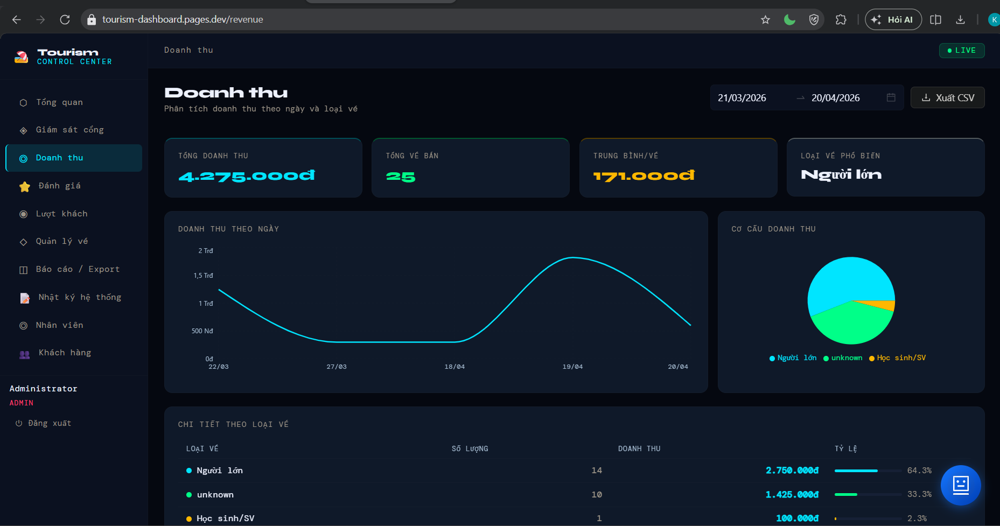 tourism-dashboard.pages.dev/revenue
Hỏi AI
K
Tourism
CONTROL CENTER
Doanh thu
LIVE
Tổng quan
Giám sát cổng
Doanh thu
Đánh giá
Lượt khách
Quản lý vé
Báo cáo / Export
Nhật ký hệ thống
Nhân viên
Khách hàng
Administrator
ADMIN
Đăng xuất
Doanh thu
Phân tích doanh thu theo ngày và loại vé
21/03/2026 → 20/04/2026
Xuất CSV
TỔNG DOANH THU
4.275.000đ
TỔNG VÉ BÁN
25
TRUNG BÌNH/VÉ
171.000đ
LOẠI VÉ PHỔ BIẾN
Người lớn
DOANH THU THEO NGÀY
2 Trđ
1,5 Trđ
1 Trđ
500 Nđ
0đ
22/03 27/03 18/04 19/04 20/04
CƠ CẤU DOANH THU
Người lớn unknown Học sinh/SV
CHI TIẾT THEO LOẠI VÉ
LOẠI VÉ SỐ LƯỢNG DOANH THU TỶ LỆ
Người lớn 14 2.750.000đ 64.3%
unknown 10 1.425.000đ 33.3%
Học sinh/SV 1 100.000đ 2.3%